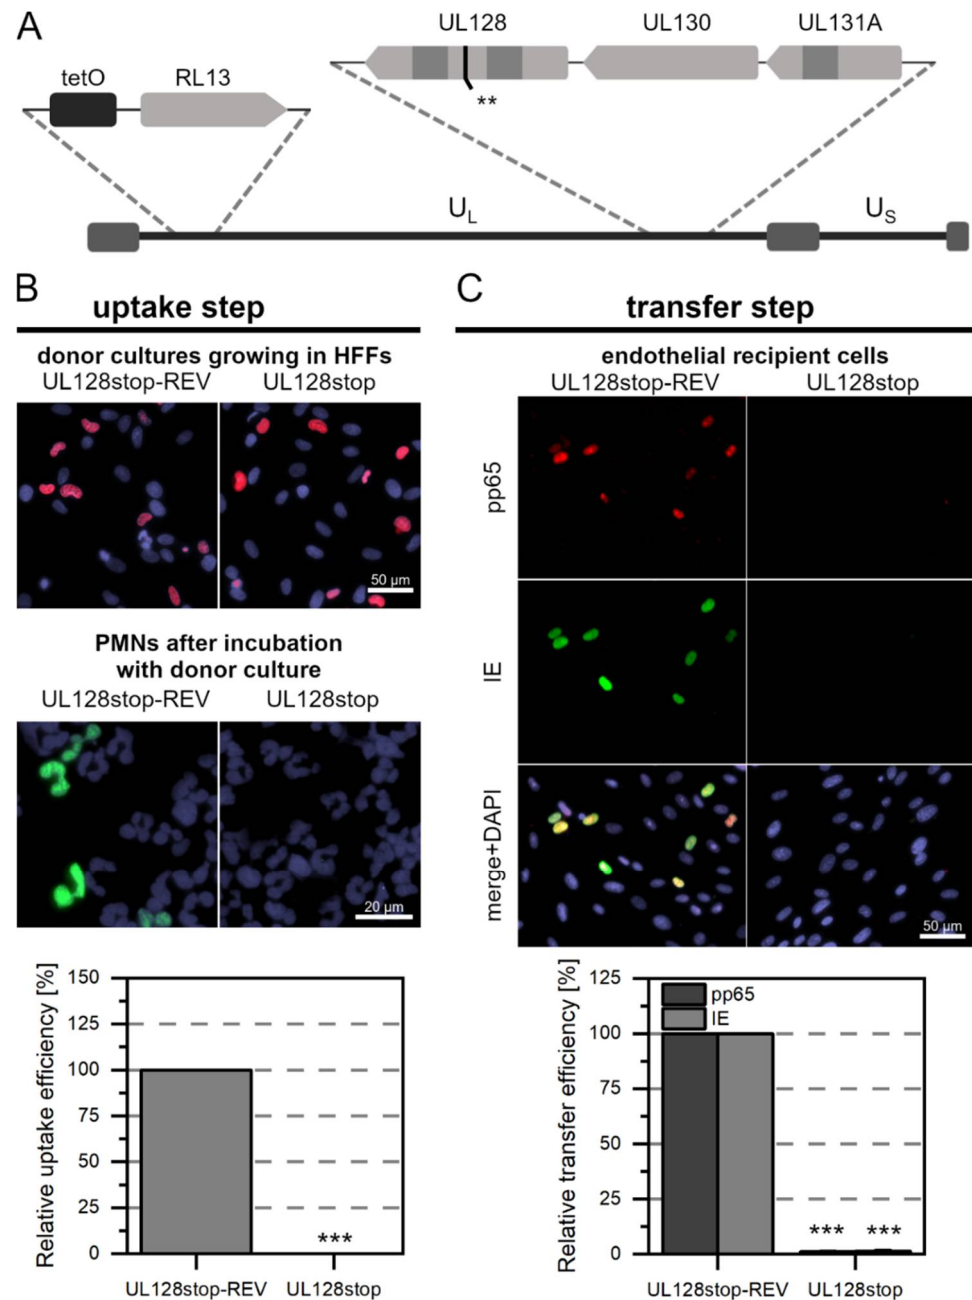 A
UL128
UL130
UL131A
tetO
RL13
**
U_L
U_S
B
uptake step
donor cultures growing in HFFs
UL128stop-REV
UL128stop
50 µm
PMNs after incubation
with donor culture
UL128stop-REV
UL128stop
20 µm
Relative uptake efficiency [%]
150
125
100
75
50
25
0
***
UL128stop-REV
UL128stop
C
transfer step
endothelial recipient cells
UL128stop-REV
UL128stop
pp65
IE
merge+DAPI
50 µm
Relative transfer efficiency [%]
125
100
75
50
25
0
pp65
IE
***
***
UL128stop-REV
UL128stop